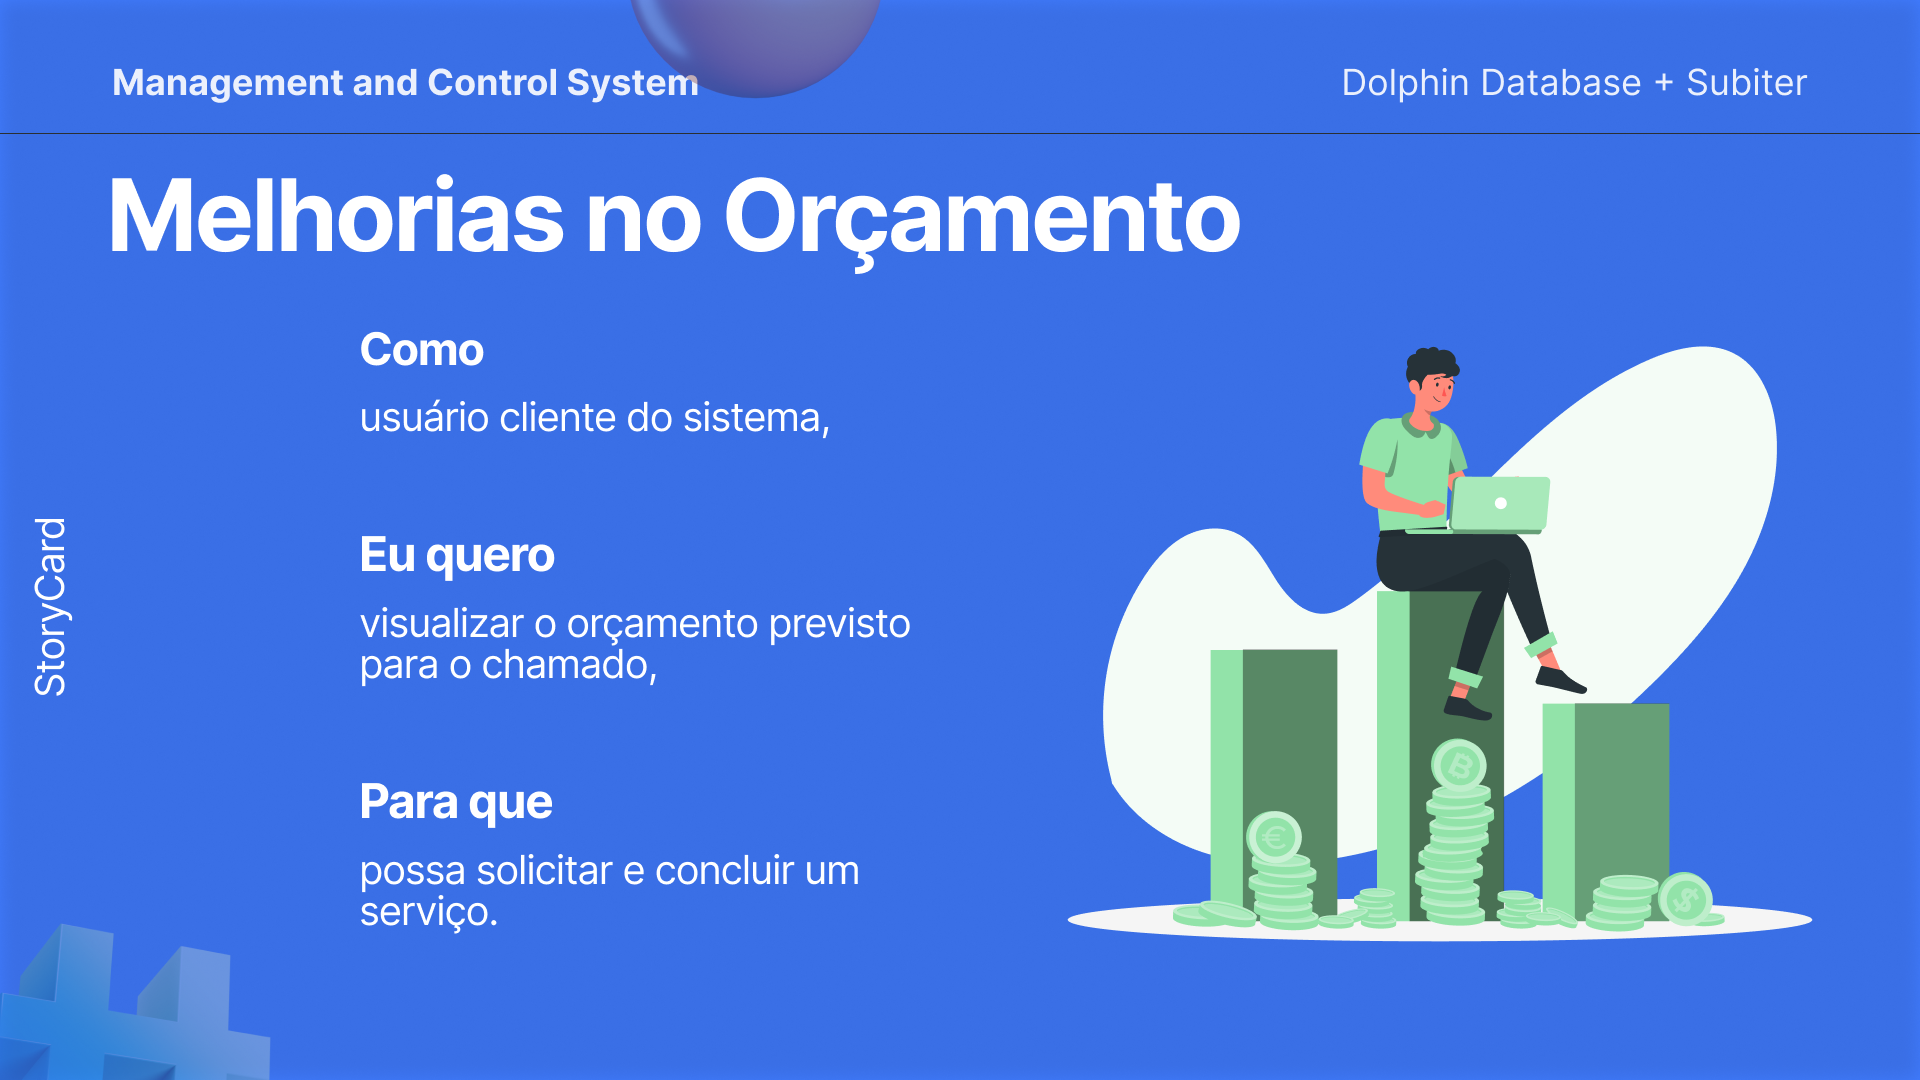 Management and Control System
Dolphin Database + Subiter
Melhorias no Orçamento
StoryCard
Como
usuário cliente do sistema,
Eu quero
visualizar o orçamento previsto
para o chamado,
Para que
possa solicitar e concluir um
serviço.